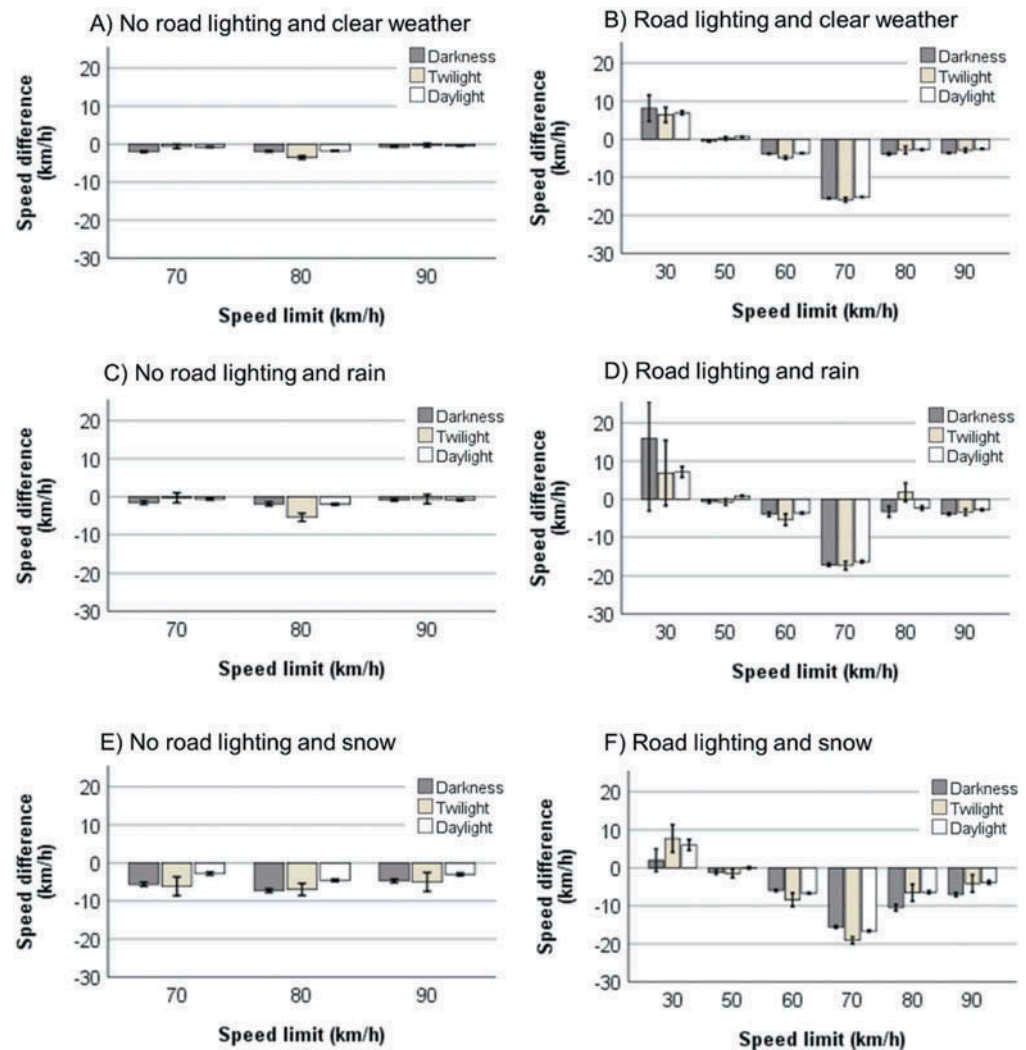 A) No road lighting and clear weather
Speed difference
(km/h)
20
10
0
-10
-20
-30
Darkness
Twilight
Daylight
70 80 90
Speed limit (km/h)
B) Road lighting and clear weather
Speed difference
(km/h)
20
10
0
-10
-20
-30
Darkness
Twilight
Daylight
30 50 60 70 80 90
Speed limit (km/h)
C) No road lighting and rain
Speed difference
(km/h)
20
10
0
-10
-20
-30
Darkness
Twilight
Daylight
70 80 90
Speed limit (km/h)
D) Road lighting and rain
Speed difference
(km/h)
20
10
0
-10
-20
-30
Darkness
Twilight
Daylight
30 50 60 70 80 90
Speed limit (km/h)
E) No road lighting and snow
Speed difference
(km/h)
20
10
0
-10
-20
-30
Darkness
Twilight
Daylight
70 80 90
Speed limit (km/h)
F) Road lighting and snow
Speed difference
(km/h)
20
10
0
-10
-20
-30
Darkness
Twilight
Daylight
30 50 60 70 80 90
Speed limit (km/h)